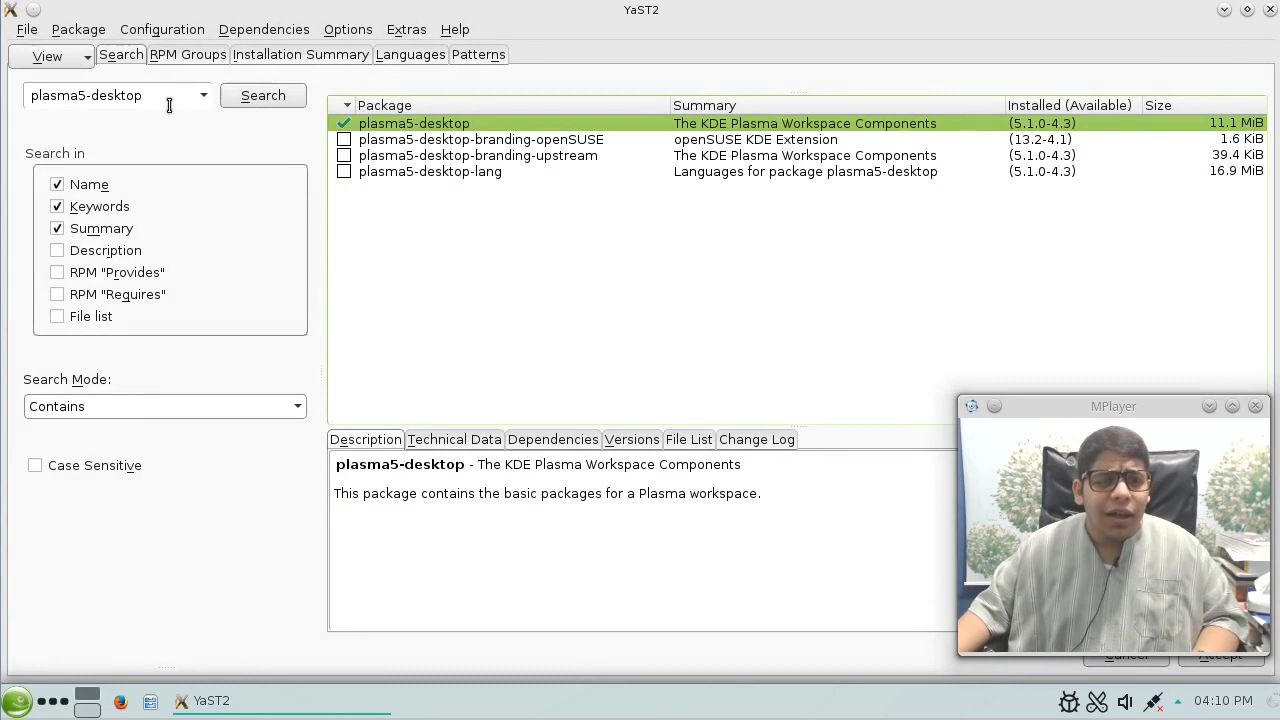 YaST2
File Package Configuration Dependencies Options Extras Help
View Search RPM Groups Installation Summary Languages Patterns
plasma5-desktop Search
Package Summary Installed (Available) Size
plasma5-desktop The KDE Plasma Workspace Components (5.1.0-4.3) 11.1 MiB
plasma5-desktop-branding-openSUSE openSUSE KDE Extension (13.2-4.1) 1.6 KiB
plasma5-desktop-branding-upstream The KDE Plasma Workspace Components (5.1.0-4.3) 39.4 KiB
plasma5-desktop-lang Languages for package plasma5-desktop (5.1.0-4.3) 16.9 MiB
Search in
Name
Keywords
Summary
Description
RPM "Provides"
RPM "Requires"
File list
Search Mode:
Contains
Case Sensitive
Description Technical Data Dependencies Versions File List Change Log
plasma5-desktop - The KDE Plasma Workspace Components
This package contains the basic packages for a Plasma workspace.
MPlayer
Cancel Accept
YaST2
04:10 PM